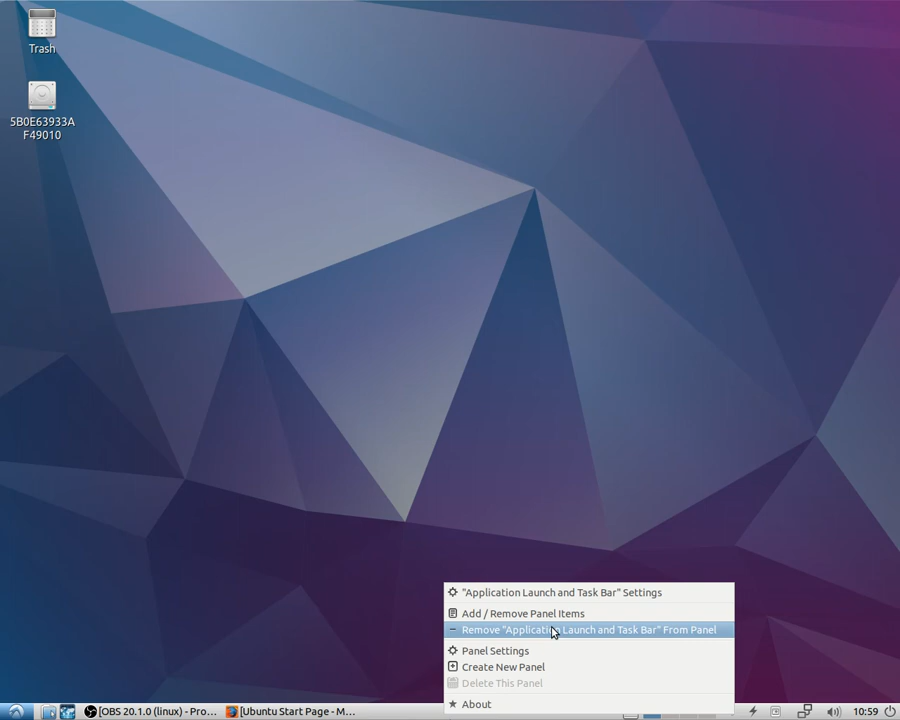 Trash
5B0E63933A
F49010
"Application Launch and Task Bar" Settings
Add / Remove Panel Items
Remove "Application Launch and Task Bar" From Panel
Panel Settings
Create New Panel
Delete This Panel
About
[OBS 20.1.0 (linux) - Pro...
[Ubuntu Start Page - M...
10:59